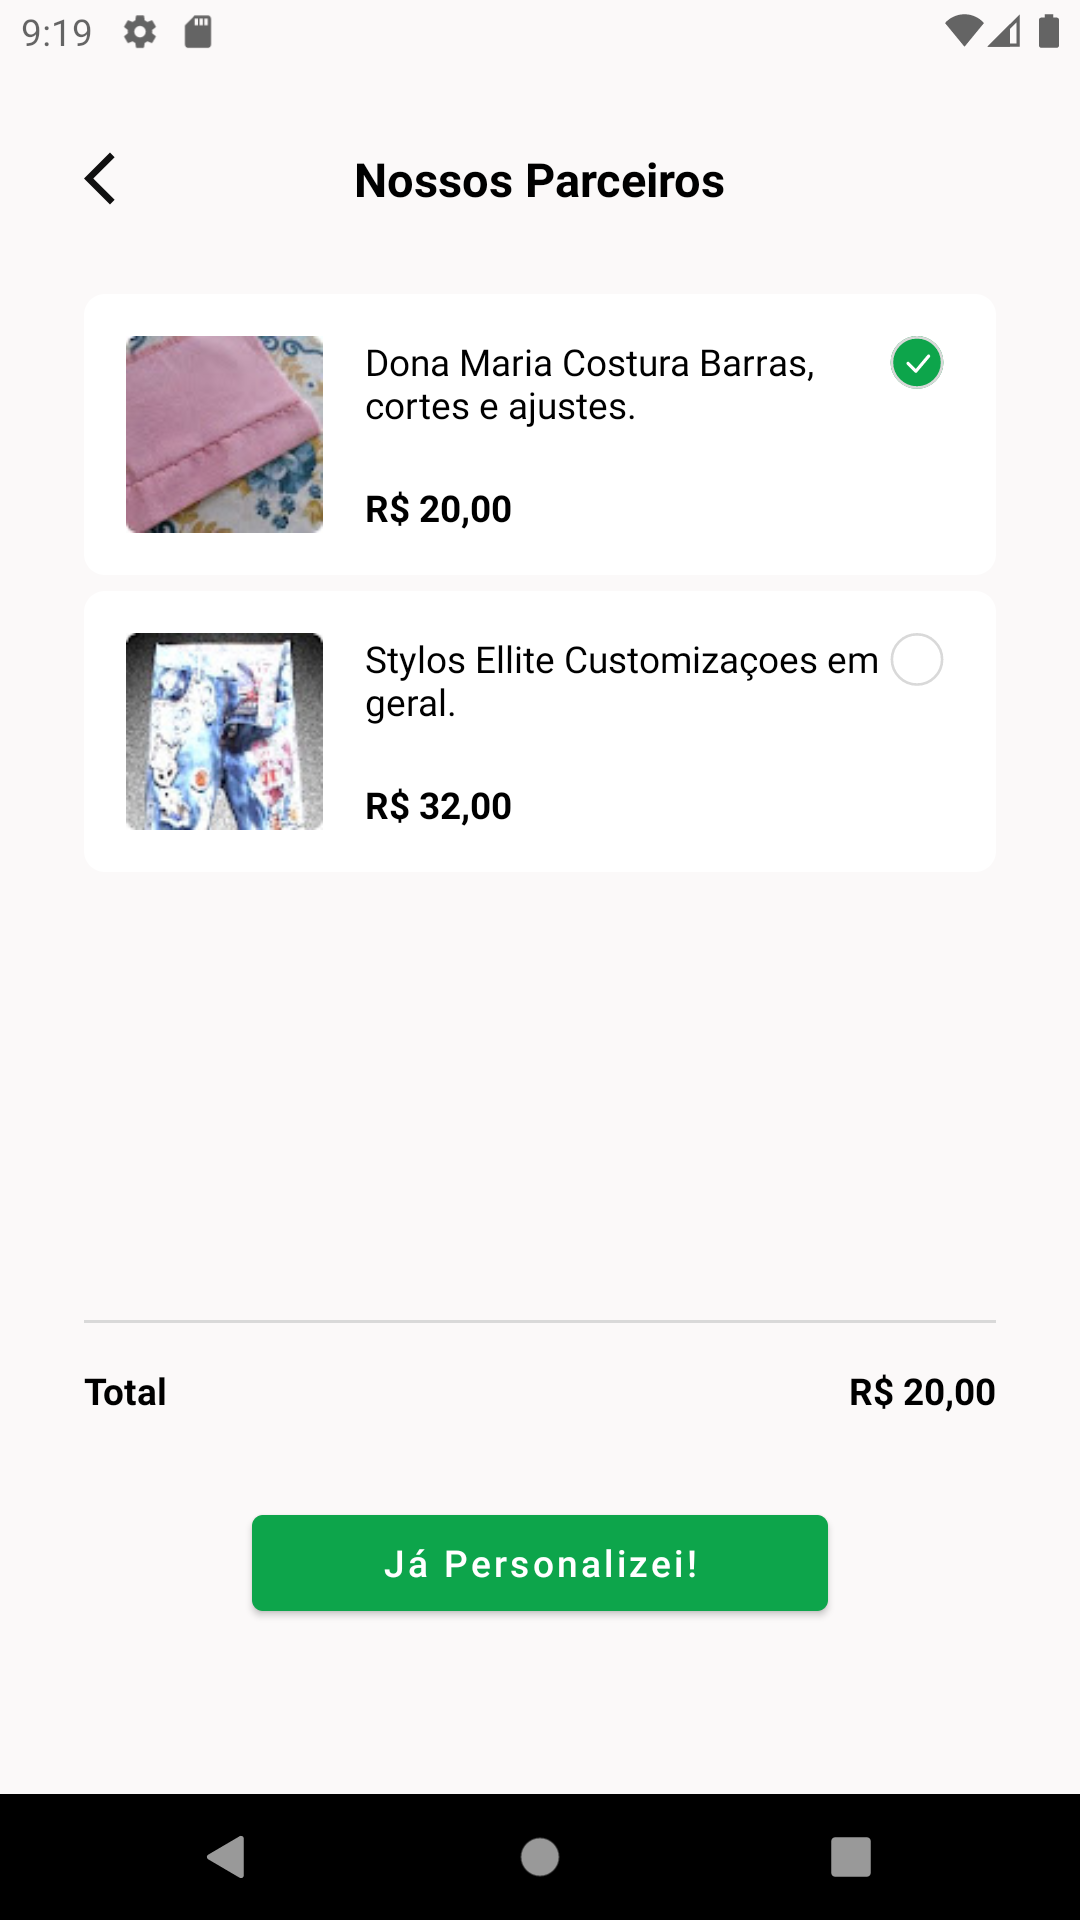 9:19
Nossos Parceiros
Dona Maria Costura Barras,
cortes e ajustes.
R$ 20,00
Stylos Ellite Customizaçoes em
geral.
R$ 32,00
Total
R$ 20,00
Já Personalizei!